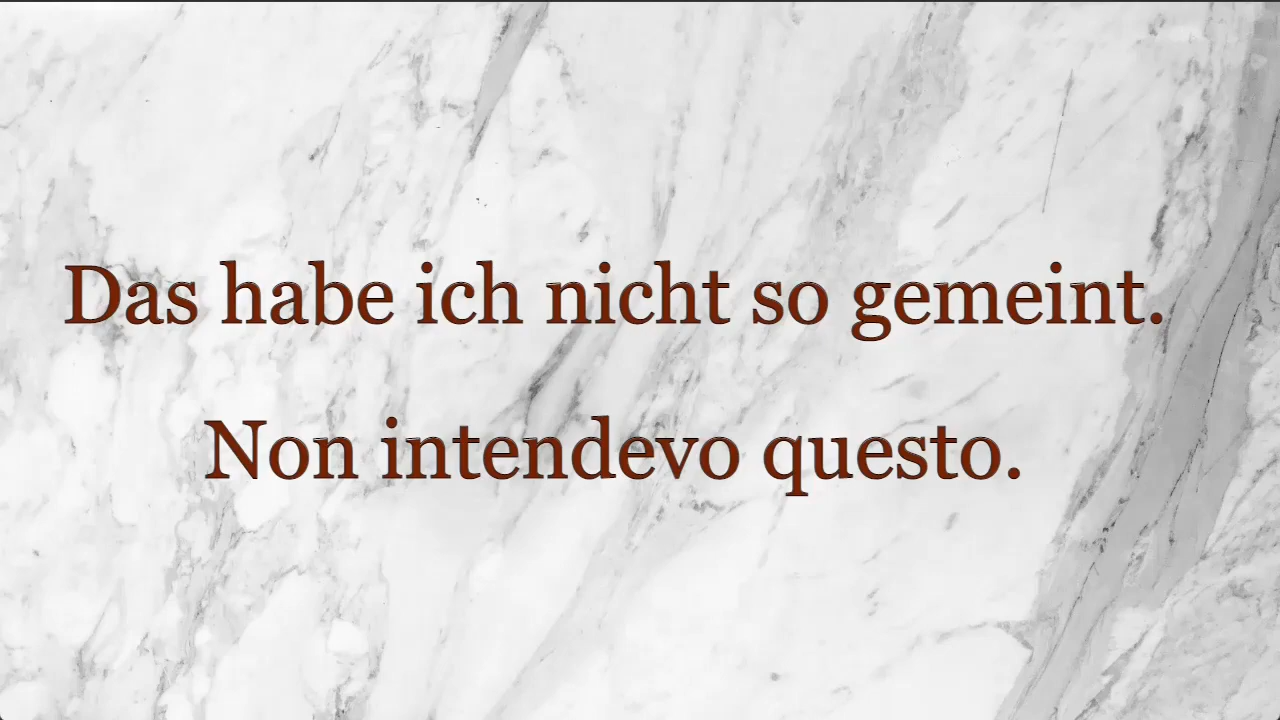 Das habe ich nicht so gemeint.
Non intendevo questo.